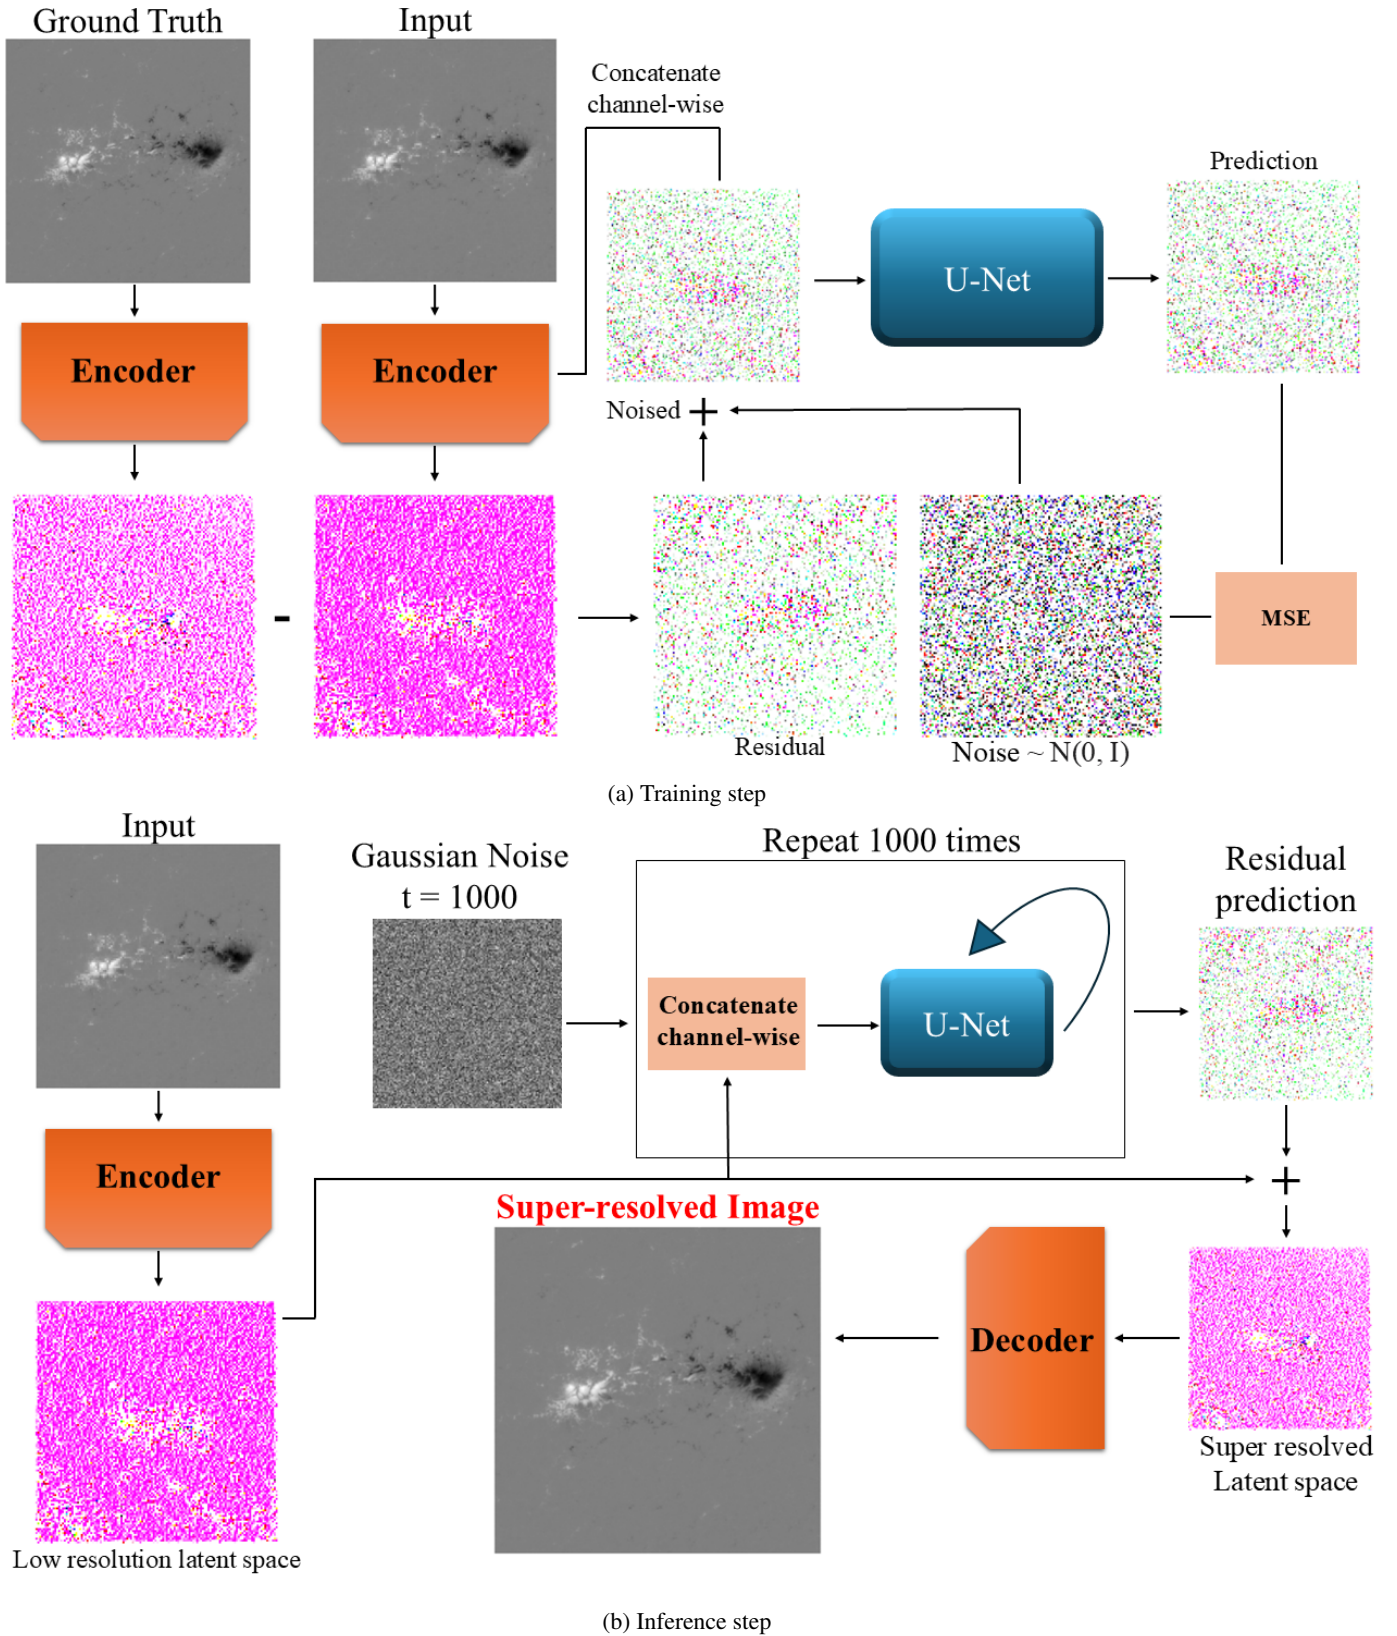 Ground Truth
Input
Concatenate
channel-wise
Prediction
U-Net
Encoder
Encoder
Noised +
-
MSE
Residual
Noise ~ N(0, I)
(a) Training step
Input
Gaussian Noise
t = 1000
Repeat 1000 times
Residual
prediction
Concatenate
channel-wise
U-Net
Encoder
+
Super-resolved Image
Decoder
Super resolved
Latent space
Low resolution latent space
(b) Inference step